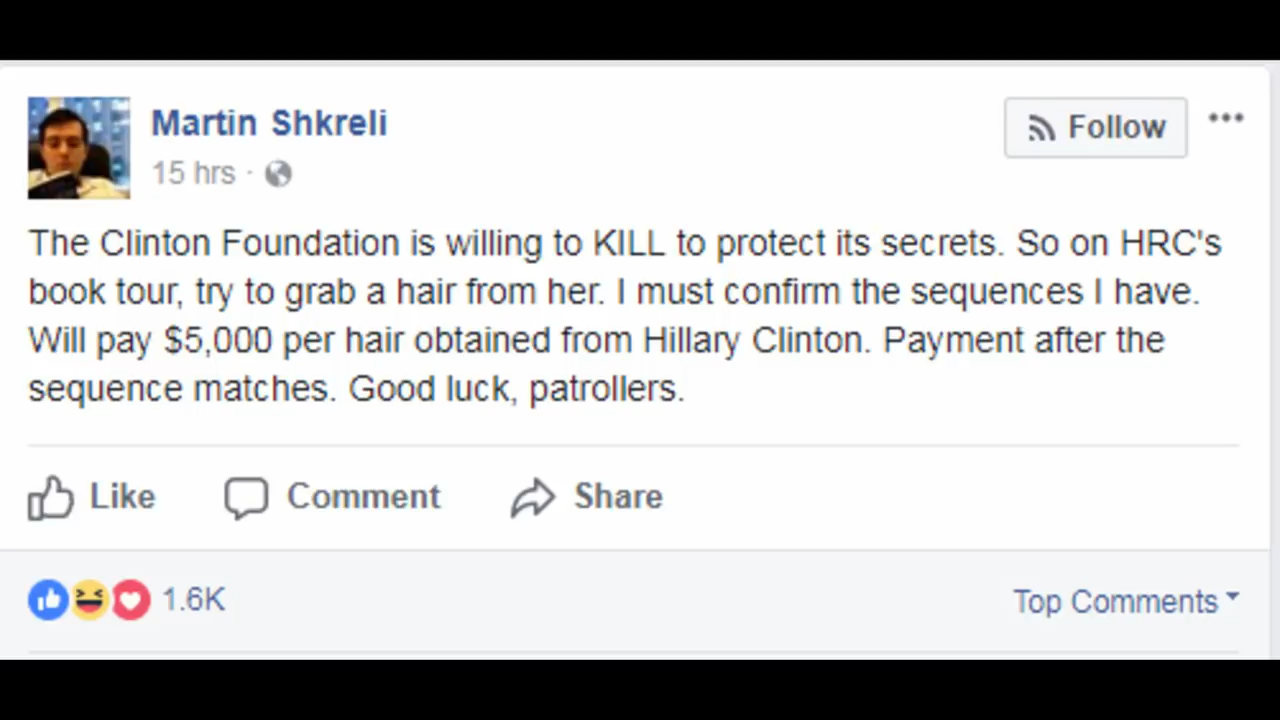 Martin Shkreli
Follow
15 hrs ·
The Clinton Foundation is willing to KILL to protect its secrets. So on HRC's
book tour, try to grab a hair from her. I must confirm the sequences I have.
Will pay $5,000 per hair obtained from Hillary Clinton. Payment after the
sequence matches. Good luck, patrollers.
Like Comment Share
1.6K Top Comments